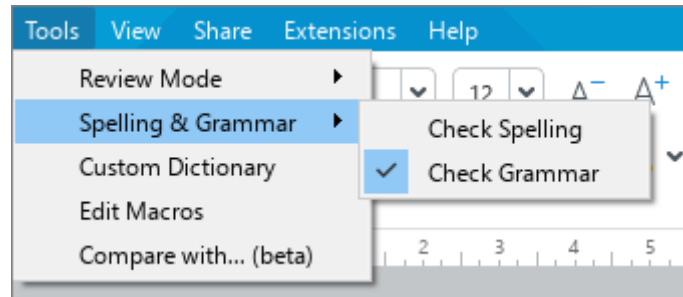 Tools View Share Extensions Help
Review Mode
12 A− A+
Spelling & Grammar
Check Spelling
Custom Dictionary
Check Grammar
Edit Macros
Compare with... (beta)
2 3 4 5